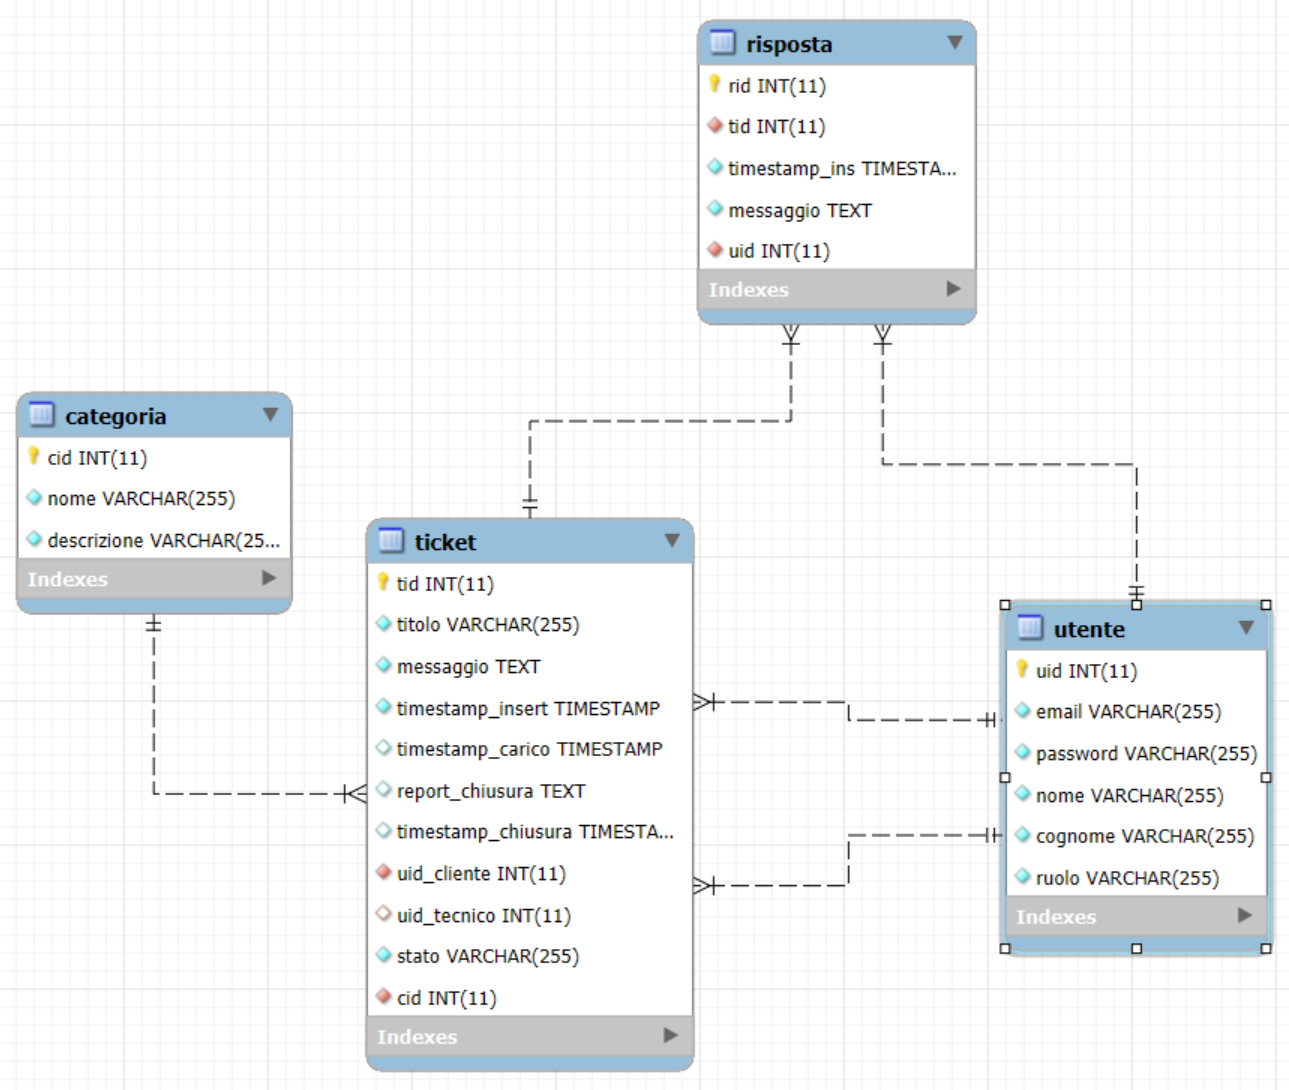 risposta
rid INT(11)
tid INT(11)
timestamp_ins TIMESTA...
messaggio TEXT
uid INT(11)
Indexes
categoria
cid INT(11)
nome VARCHAR(255)
descrizione VARCHAR(25...
Indexes
ticket
tid INT(11)
titolo VARCHAR(255)
messaggio TEXT
timestamp_insert TIMESTAMP
timestamp_carico TIMESTAMP
report_chiusura TEXT
timestamp_chiusura TIMESTA...
uid_cliente INT(11)
uid_tecnico INT(11)
stato VARCHAR(255)
cid INT(11)
Indexes
utente
uid INT(11)
email VARCHAR(255)
password VARCHAR(255)
nome VARCHAR(255)
cognome VARCHAR(255)
ruolo VARCHAR(255)
Indexes